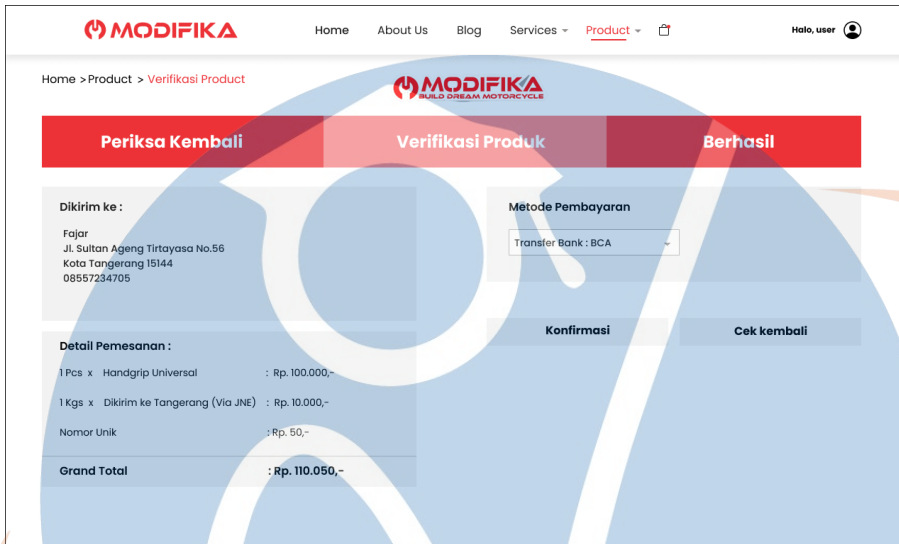 MODIFIKA
Home About Us Blog Services Product Halo, user
Home > Product > Verifikasi Product
MODIFIKA
BUILD DREAM MOTORCYCLE
Periksa Kembali Verifikasi Produk Berhasil
Dikirim ke :
Fajar
Jl. Sultan Ageng Tirtayasa No.56
Kota Tangerang 15144
08557234705
Metode Pembayaran
Transfer Bank : BCA
Konfirmasi Cek kembali
Detail Pemesanan :
1 Pcs x Handgrip Universal : Rp. 100.000,-
1 Kgs x Dikirim ke Tangerang (Via JNE) : Rp. 10.000,-
Nomor Unik : Rp. 50,-
Grand Total : Rp. 110.050,-